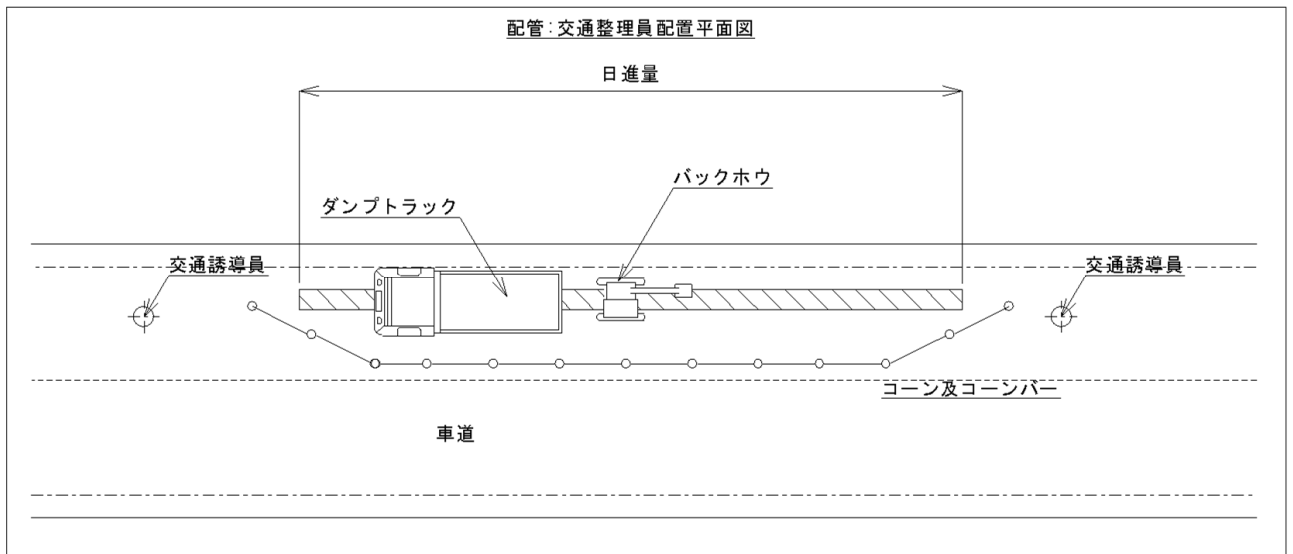 配管:交通整理員配置平面図
日進量
バックホウ
ダンプトラック
交通誘導員
交通誘導員
コーン及コーンバー
車道